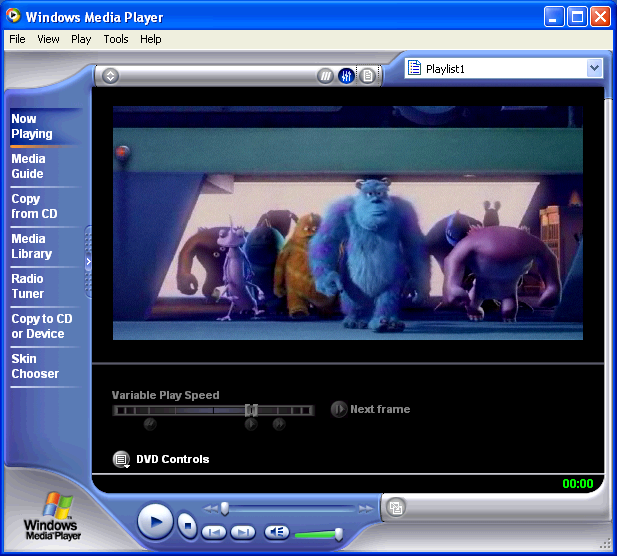 Windows Media Player
File View Play Tools Help
Playlist1
Now
Playing
Media
Guide
Copy
from CD
Media
Library
Radio
Tuner
Copy to CD
or Device
Skin
Chooser
Variable Play Speed
Next frame
DVD Controls
00:00
Windows
Media Player